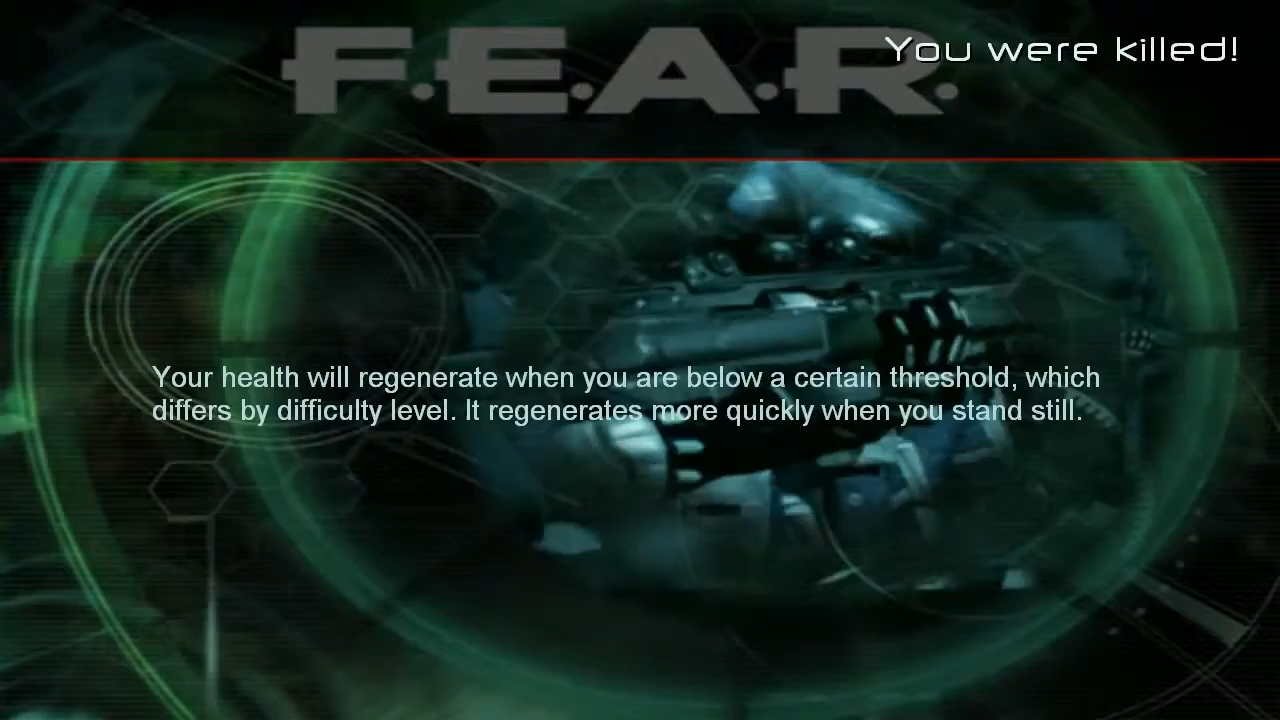 F.E.A.R.
You were killed!
Your health will regenerate when you are below a certain threshold, which
differs by difficulty level. It regenerates more quickly when you stand still.